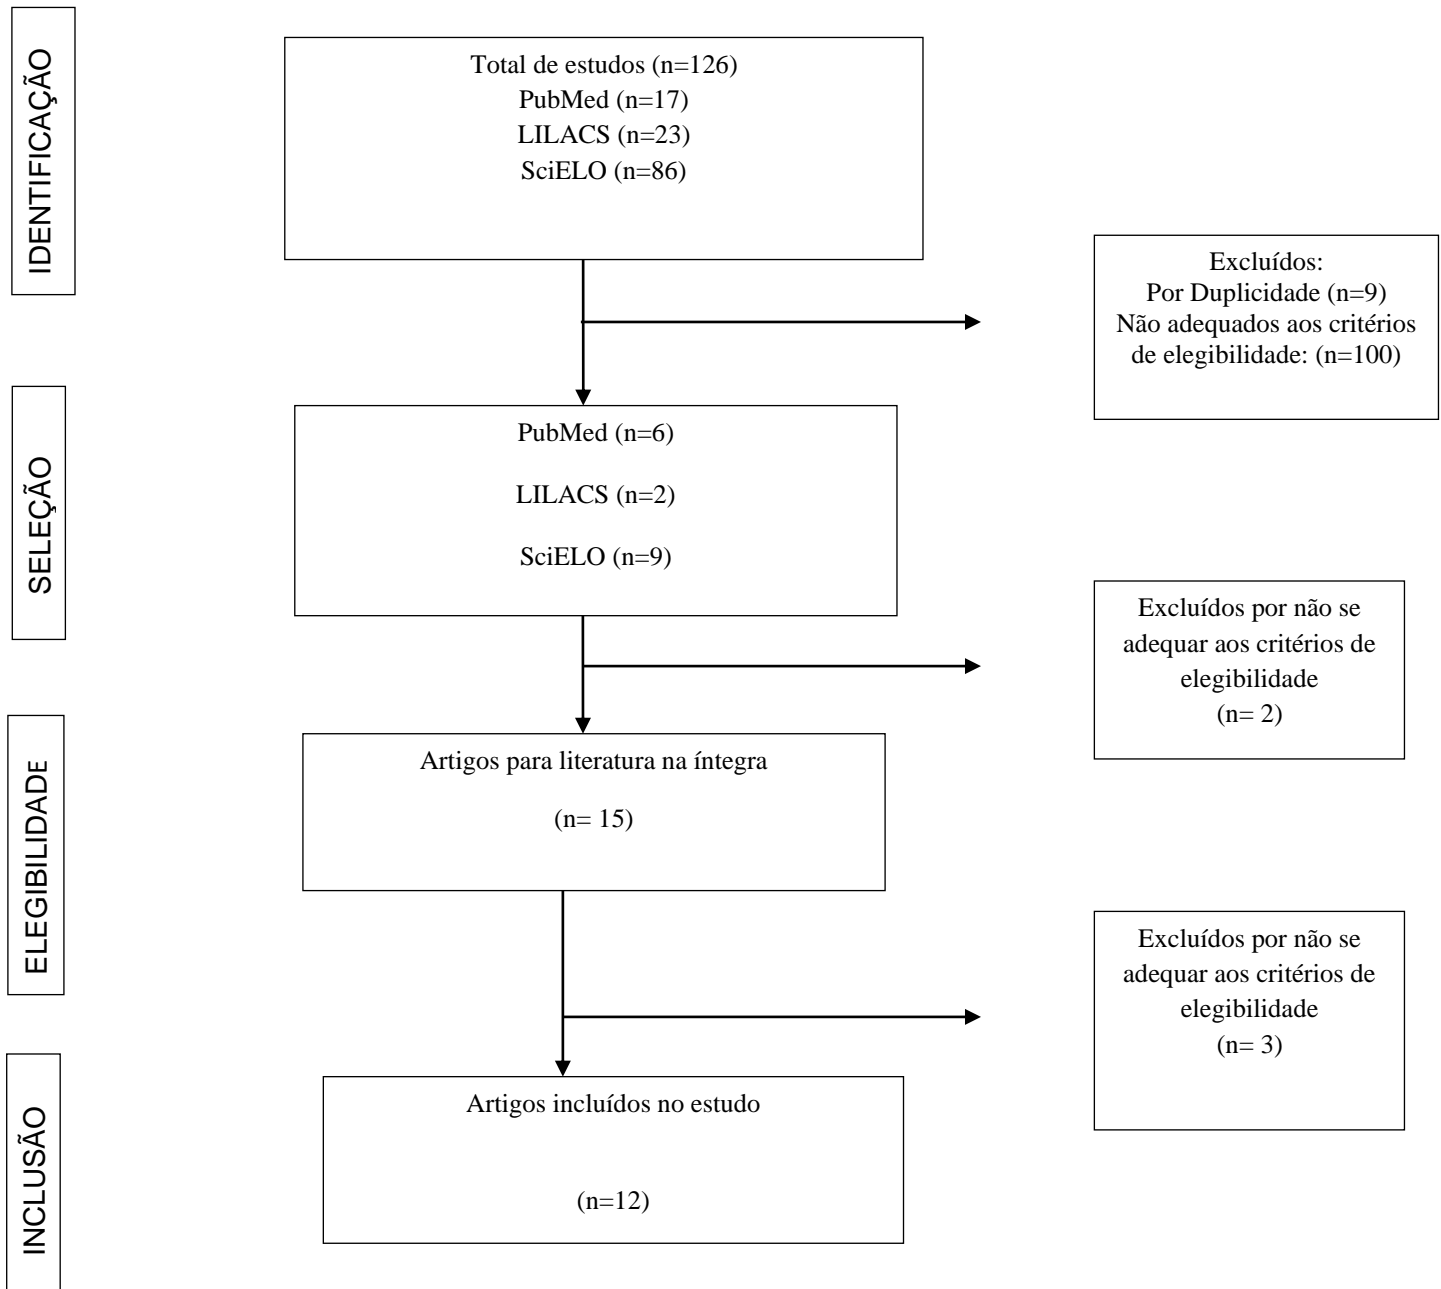 IDENTIFICAÇÃO
Total de estudos (n=126)
PubMed (n=17)
LILACS (n=23)
SciELO (n=86)
Excluídos:
Por Duplicidade (n=9)
Não adequados aos critérios
de elegibilidade: (n=100)
SELEÇÃO
PubMed (n=6)
LILACS (n=2)
SciELO (n=9)
Excluídos por não se
adequar aos critérios de
elegibilidade
(n= 2)
ELEGIBILIDADE
Artigos para literatura na íntegra
(n= 15)
Excluídos por não se
adequar aos critérios de
elegibilidade
(n= 3)
INCLUSÃO
Artigos incluídos no estudo
(n=12)